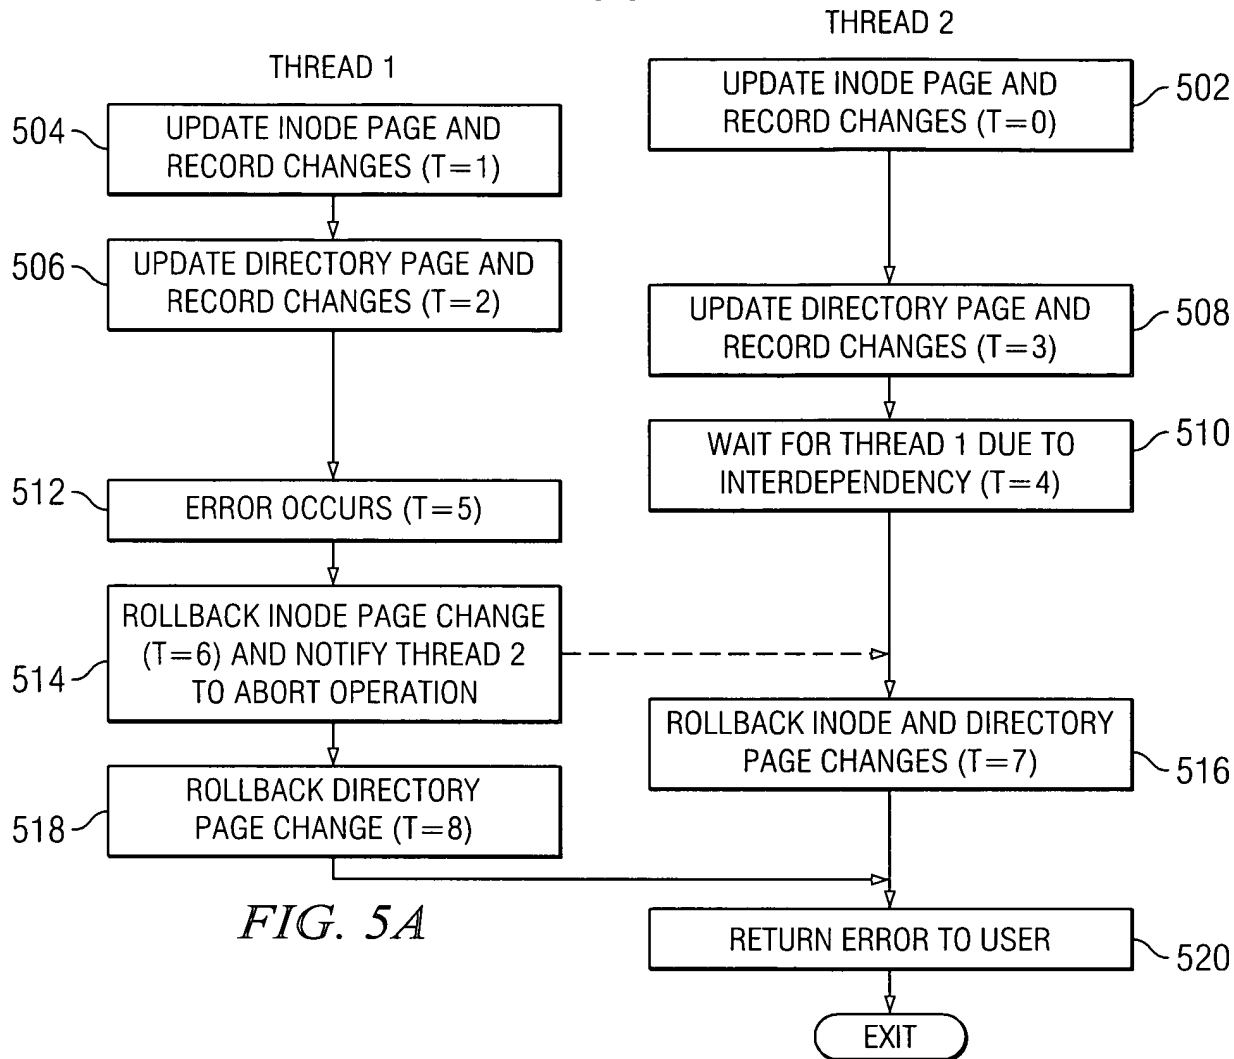 THREAD 2
THREAD 1
UPDATE INODE PAGE AND
RECORD CHANGES (T=0)
502
504
UPDATE INODE PAGE AND
RECORD CHANGES (T=1)
506
UPDATE DIRECTORY PAGE AND
RECORD CHANGES (T=2)
UPDATE DIRECTORY PAGE AND
RECORD CHANGES (T=3)
508
WAIT FOR THREAD 1 DUE TO
INTERDEPENDENCY (T=4)
510
512
ERROR OCCURS (T=5)
514
ROLLBACK INODE PAGE CHANGE
(T=6) AND NOTIFY THREAD 2
TO ABORT OPERATION
ROLLBACK INODE AND DIRECTORY
PAGE CHANGES (T=7)
516
518
ROLLBACK DIRECTORY
PAGE CHANGE (T=8)
FIG. 5A
RETURN ERROR TO USER
520
EXIT